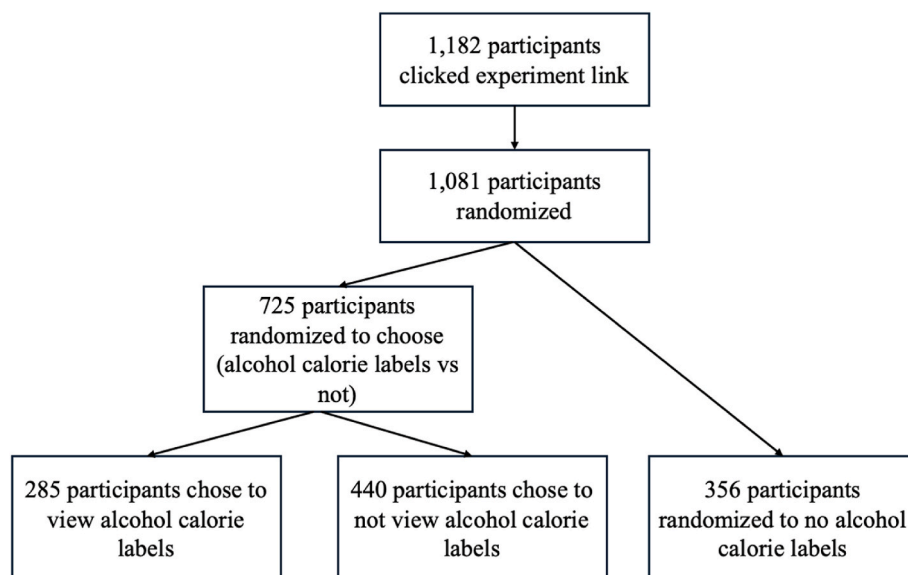 1,182 participants
clicked experiment link
1,081 participants
randomized
725 participants
randomized to choose
(alcohol calorie labels vs
not)
285 participants chose to
view alcohol calorie
labels
440 participants chose to
not view alcohol calorie
labels
356 participants
randomized to no alcohol
calorie labels